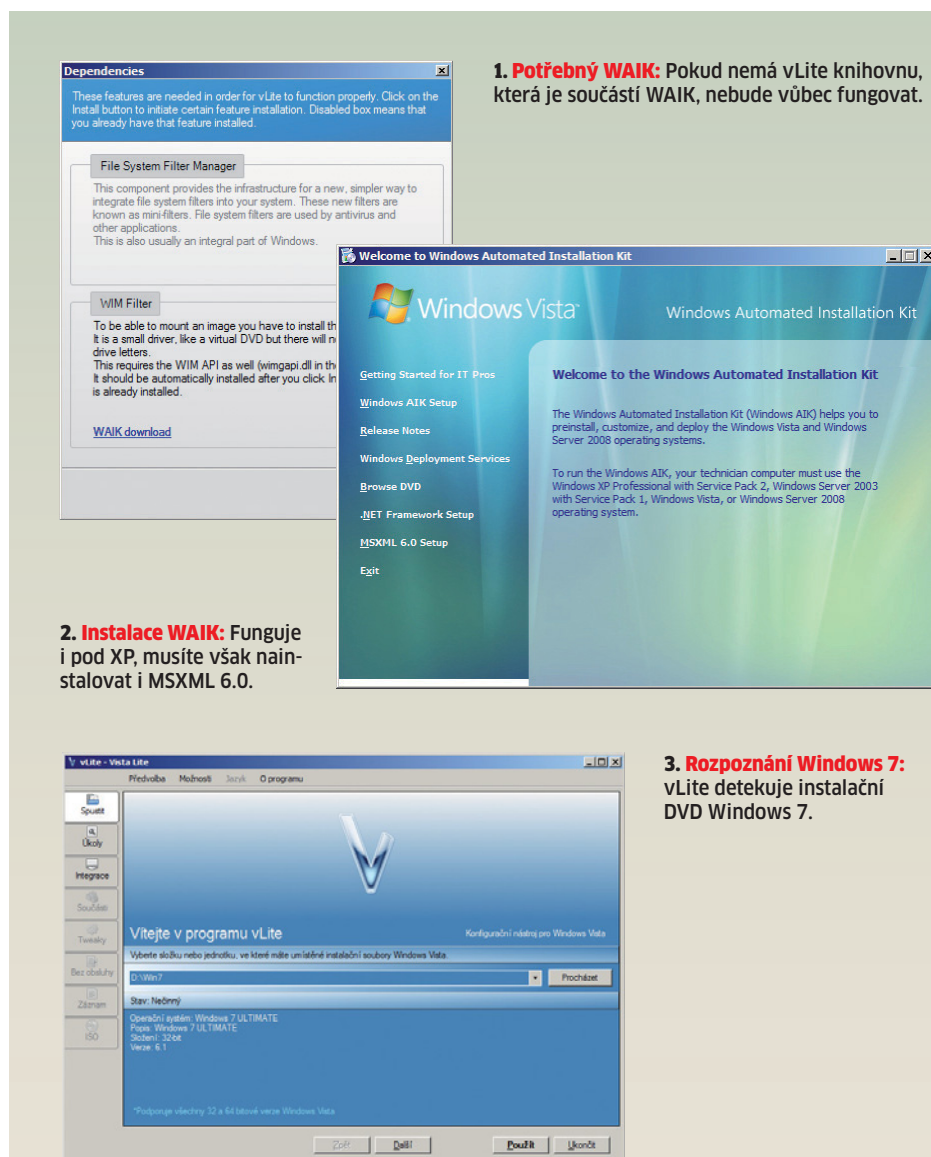 Dependencies
These features are needed in order for vLite to function properly. Click on the
Install button to initiate certain feature installation. Disabled box means that
you already have that feature installed.
File System Filter Manager
This component provides the infrastructure for a new, simpler way to
integrate file system filters into your system. These new filters are
known as mini-filters. File system filters are used by antivirus and
other applications.
This is also usually an integral part of Windows.
WIM Filter
To be able to mount an image you have to install th
It is a small driver, like a virtual DVD but there will n
drive letters.
This requires the WIM API as well (wimgapi.dll in the
It should be automatically installed after you click In
is already installed.
WAIK download
1. Potřebný WAIK: Pokud nemá vLite knihovnu,
která je součástí WAIK, nebude vůbec fungovat.
Welcome to Windows Automated Installation Kit
Windows Vista
Windows Automated Installation Kit
Getting Started for IT Pros
Windows AIK Setup
Release Notes
Windows Deployment Services
Browse DVD
.NET Framework Setup
MSXML 6.0 Setup
Exit
Welcome to the Windows Automated Installation Kit
The Windows Automated Installation Kit (Windows AIK) helps you to
preinstall, customize, and deploy the Windows Vista and Windows
Server 2008 operating systems.
To run the Windows AIK, your technician computer must use the
Windows XP Professional with Service Pack 2, Windows Server 2003
with Service Pack 1, Windows Vista, or Windows Server 2008
operating system.
2. Instalace WAIK: Funguje
i pod XP, musíte však nain-
stalovat i MSXML 6.0.
vLite - Vista Lite
Předvolba Možnosti Jazyk O programu
Spustit
Úkoly
Integrace
Součásti
Tweaky
Bez obsluhy
Záznam
ISO
Vítejte v programu vLite
Konfigurační nástroj pro Windows Vista
Vyberte složku nebo jednotku, ve které máte umístěné instalační soubory Windows Vista.
D:\Win7
Procházet
Stav: Nečinný
Operační systém: Windows 7 ULTIMATE
Popis: Windows 7 ULTIMATE
Složení: 32-bit
Verze: 6.1
*Podporuje všechny 32 a 64 bitové verze Windows Vista
Zpět Další Použít Ukončit
3. Rozpoznání Windows 7:
vLite detekuje instalační
DVD Windows 7.